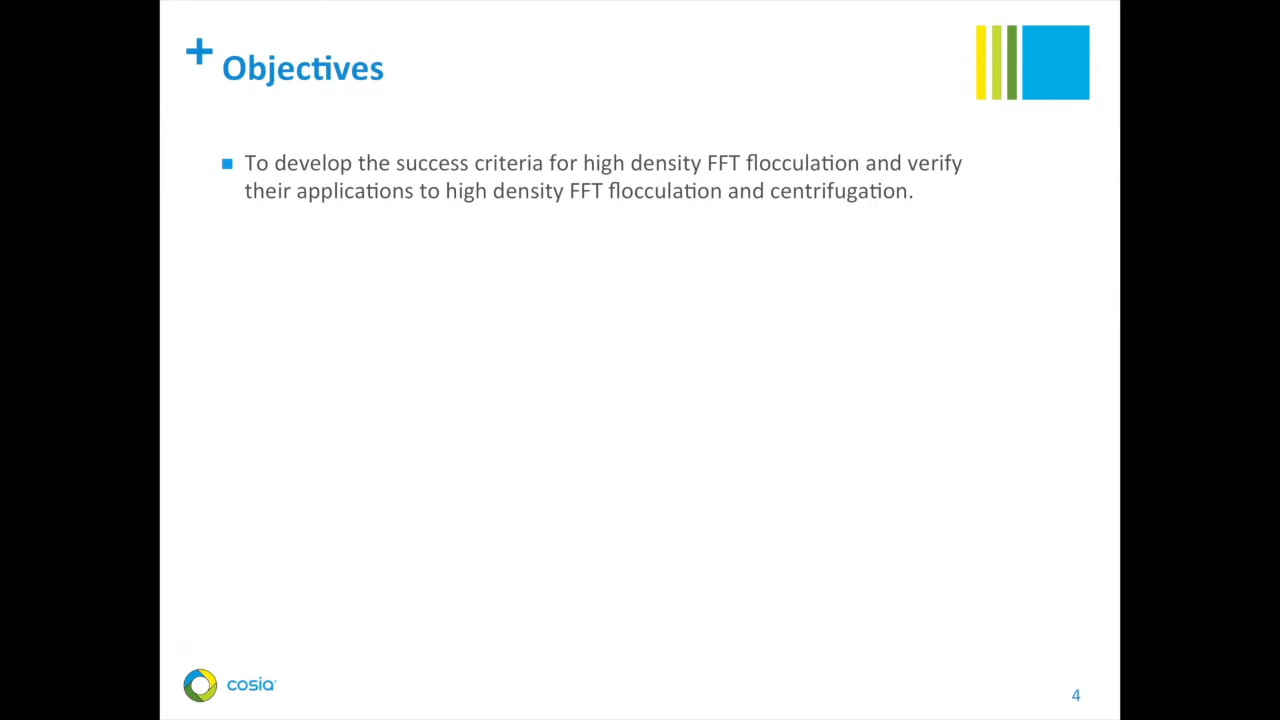 + Objectives
■ To develop the success criteria for high density FFT flocculation and verify
their applications to high density FFT flocculation and centrifugation.
cosia
4